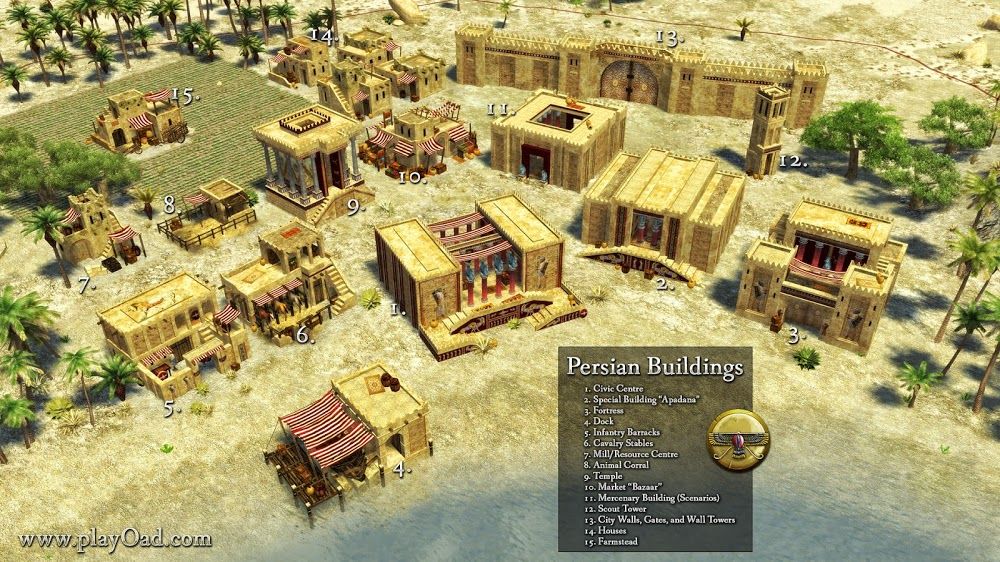 14.
13.
15.
11.
12.
10.
8.
9.
7.
2.
1.
6.
3.
5.
4.
Persian Buildings
1. Civic Centre
2. Special Building "Apadana"
3. Fortress
4. Dock
5. Infantry Barracks
6. Cavalry Stables
7. Mill/Resource Centre
8. Animal Corral
9. Temple
10. Market "Bazaar"
11. Mercenary Building (Scenarios)
12. Scout Tower
13. City Walls, Gates, and Wall Towers
14. Houses
15. Farmstead
www.play0ad.com